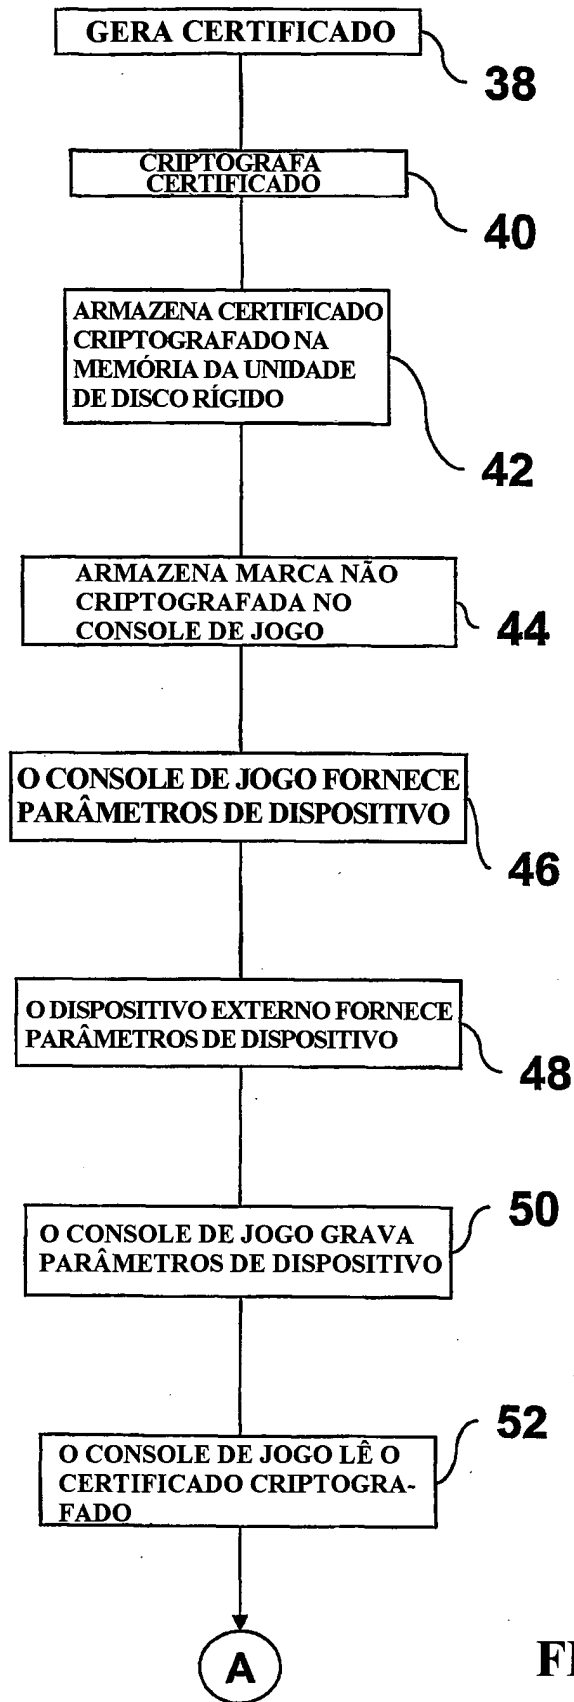 GERA CERTIFICADO
38
CRIPTOGRAFA
CERTIFICADO
40
ARMAZENA CERTIFICADO
CRIPTOGRAFADO NA
MEMÓRIA DA UNIDADE
DE DISCO RÍGIDO
42
ARMAZENA MARCA NÃO
CRIPTOGRAFADA NO
CONSOLE DE JOGO
44
O CONSOLE DE JOGO FORNECE
PARÂMETROS DE DISPOSITIVO
46
O DISPOSITIVO EXTERNO FORNECE
PARÂMETROS DE DISPOSITIVO
48
50
O CONSOLE DE JOGO GRAVA
PARÂMETROS DE DISPOSITIVO
52
O CONSOLE DE JOGO LÊ O
CERTIFICADO CRIPTOGRA-
FADO
A